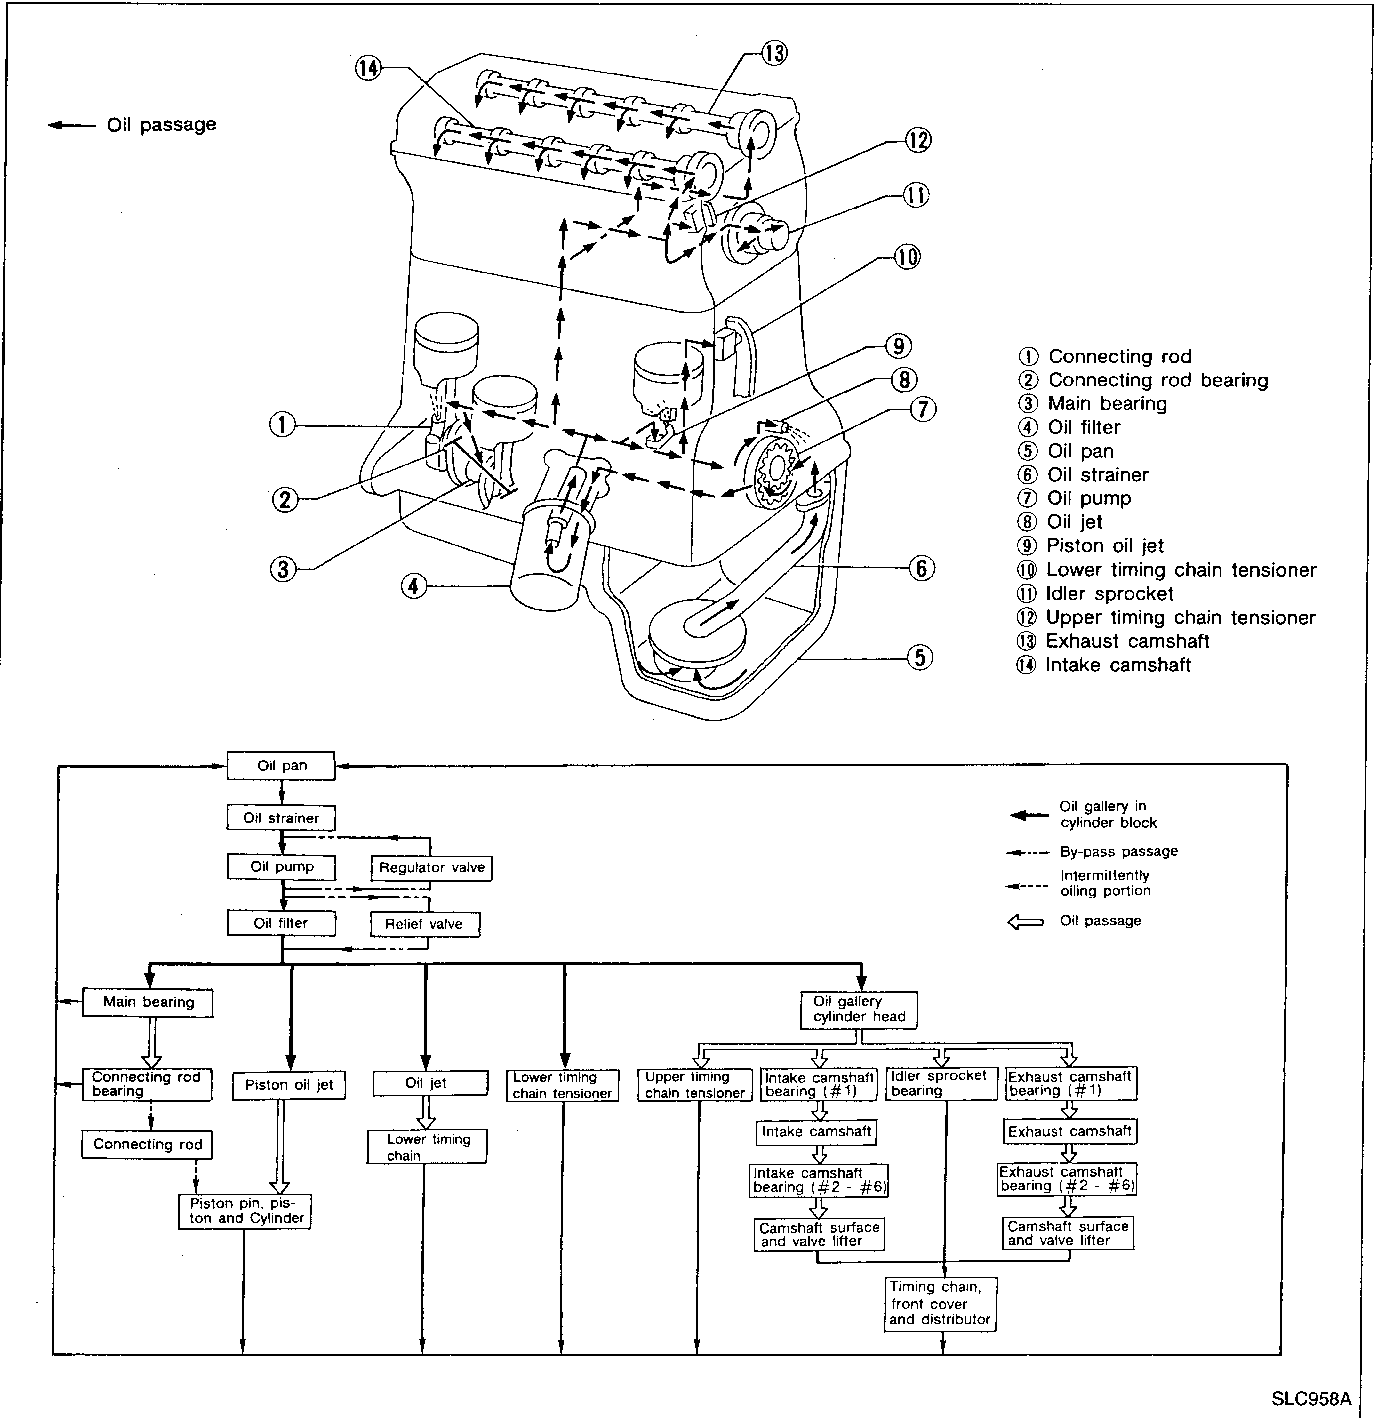 ⑬
⑭
Oil passage
⑫
⑪
⑩
⑨
⑧
⑦
①
②
③
④
⑥
⑤
① Connecting rod
② Connecting rod bearing
③ Main bearing
④ Oil filter
⑤ Oil pan
⑥ Oil strainer
⑦ Oil pump
⑧ Oil jet
⑨ Piston oil jet
⑩ Lower timing chain tensioner
⑪ Idler sprocket
⑫ Upper timing chain tensioner
⑬ Exhaust camshaft
⑭ Intake camshaft
Oil pan
Oil strainer
Oil pump
Regulator valve
Oil filter
Relief valve
Oil gallery in
cylinder block
By-pass passage
Intermittently
oiling portion
Oil passage
Main bearing
Oil gallery
cylinder head
Connecting rod
bearing
Piston oil jet
Oil jet
Lower timing
chain tensioner
Upper timing
chain tensioner
Intake camshaft
bearing (#1)
Idler sprocket
bearing
Exhaust camshaft
bearing (#1)
Connecting rod
Lower timing
chain
Intake camshaft
Exhaust camshaft
Intake camshaft
bearing (#2 - #6)
Exhaust camshaft
bearing (#2 - #6)
Piston pin, pis-
ton and Cylinder
Camshaft surface
and valve lifter
Camshaft surface
and valve lifter
Timing chain,
front cover
and distributor
SLC958A